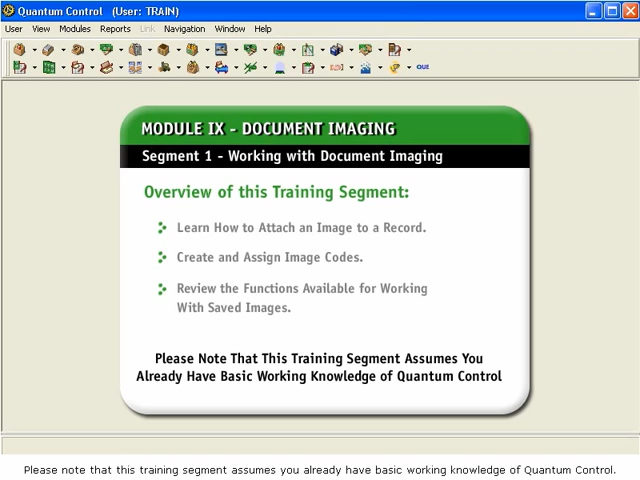 Quantum Control (User: TRAIN)
User View Modules Reports Link Navigation Window Help
QUE
MODULE IX - DOCUMENT IMAGING
Segment 1 - Working with Document Imaging
Overview of this Training Segment:
Learn How to Attach an Image to a Record.
Create and Assign Image Codes.
Review the Functions Available for Working
With Saved Images.
Please Note That This Training Segment Assumes You
Already Have Basic Working Knowledge of Quantum Control
Please note that this training segment assumes you already have basic working knowledge of Quantum Control.